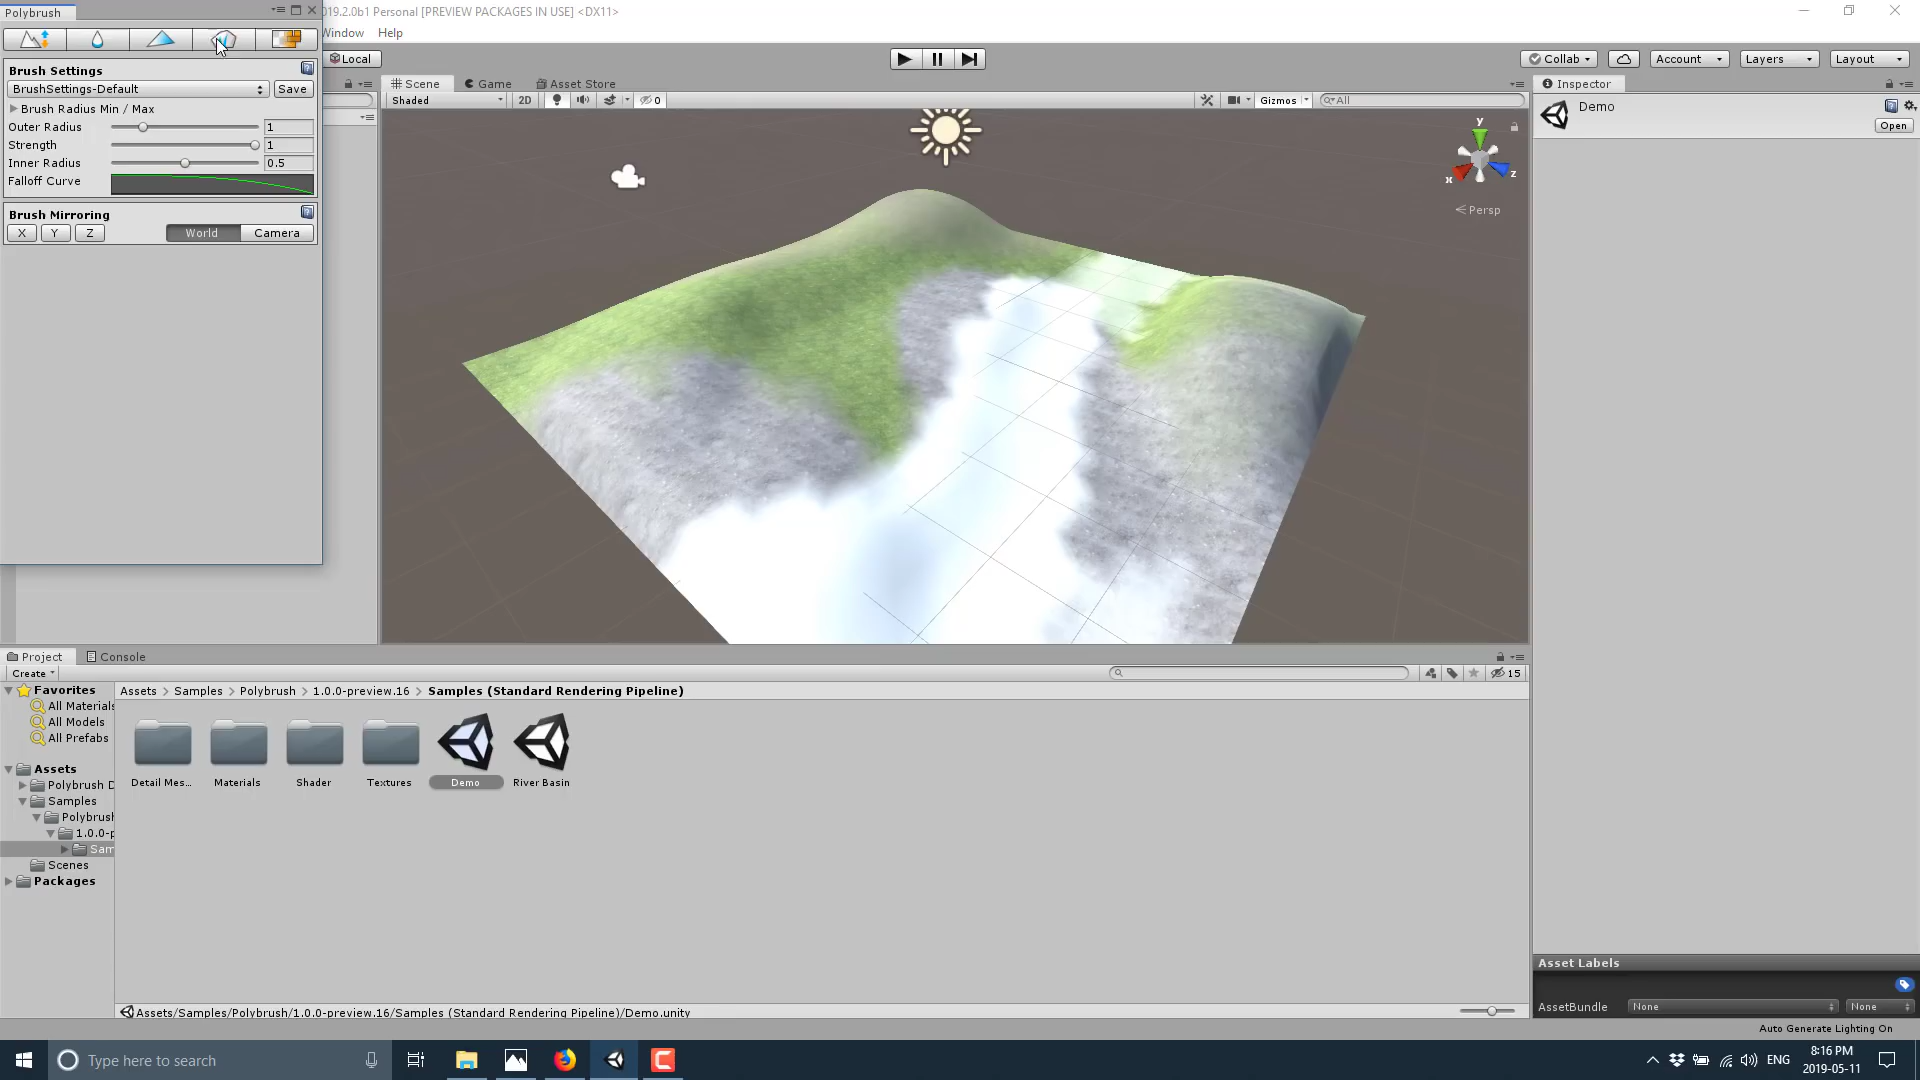 Polybrush
019.2.0b1 Personal [PREVIEW PACKAGES IN USE] <DX11>
Window Help
Local
Collab
Account
Layers
Layout
Brush Settings
BrushSettings-Default
Save
Brush Radius Min / Max
Outer Radius 1
Strength 1
Inner Radius 0.5
Falloff Curve
Brush Mirroring
X Y Z World Camera
Scene Game Asset Store
Shaded 2D 0 Gizmos All
y
x
z
Persp
Inspector
Demo
Open
Project Console
Create
15
Favorites
All Materials
All Models
All Prefabs
Assets
Polybrush D
Samples
Polybrush
1.0.0-p
Sam
Scenes
Packages
Assets > Samples > Polybrush > 1.0.0-preview.16 > Samples (Standard Rendering Pipeline)
Detail Mes... Materials Shader Textures Demo River Basin
Assets/Samples/Polybrush/1.0.0-preview.16/Samples (Standard Rendering Pipeline)/Demo.unity
Asset Labels
AssetBundle None None
Auto Generate Lighting On
Type here to search
ENG
8:16 PM
2019-05-11